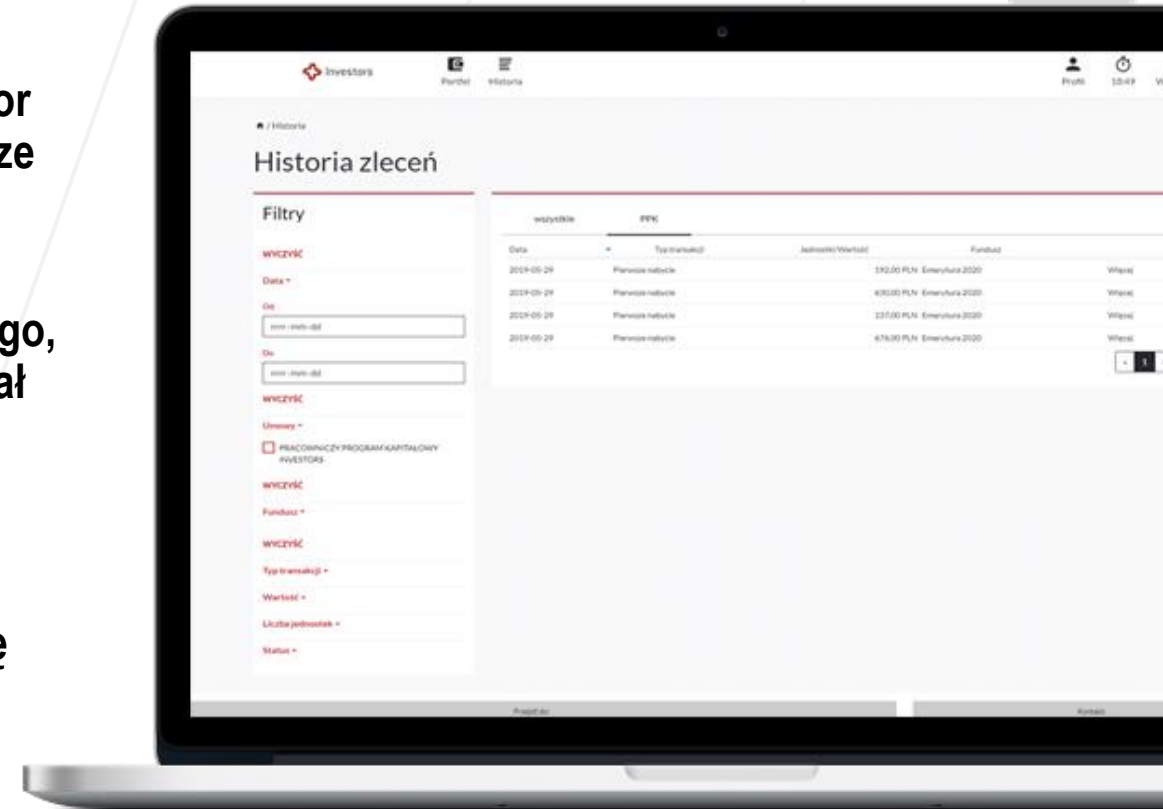 or
ze
go,
ał
ę
Investors
Portfel
Historia
Profil
10:49
W
/ Historia
Historia zleceń
Filtry
WYCZYŚĆ
Data
Od
rrrr-mm-dd
Do
rrrr-mm-dd
WYCZYŚĆ
Umowy
PRACOWNICZY PROGRAM KAPITAŁOWY
INVESTORS
WYCZYŚĆ
Fundusz
WYCZYŚĆ
Typ transakcji
Wartość
Liczba jednostek
Status
wszystkie PPK
Data Typ transakcji Jednostki/Wartość Fundusz
2019-05-29 Pierwsze nabycie 192,00 PLN Emerytura 2020 Więcej
2019-05-29 Pierwsze nabycie 630,00 PLN Emerytura 2020 Więcej
2019-05-29 Pierwsze nabycie 237,00 PLN Emerytura 2020 Więcej
2019-05-29 Pierwsze nabycie 676,00 PLN Emerytura 2020 Więcej
1
Przejdź do
Kontakt